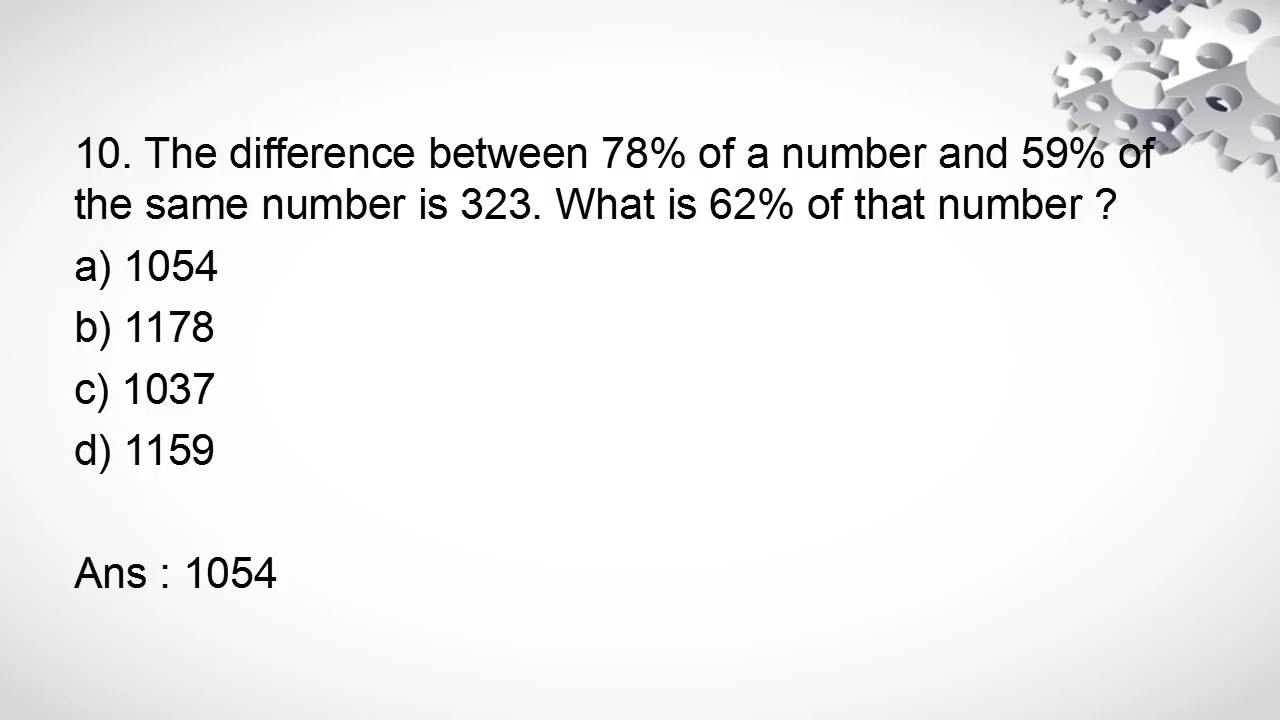 10. The difference between 78% of a number and 59% of
the same number is 323. What is 62% of that number ?
a) 1054
b) 1178
c) 1037
d) 1159
Ans : 1054